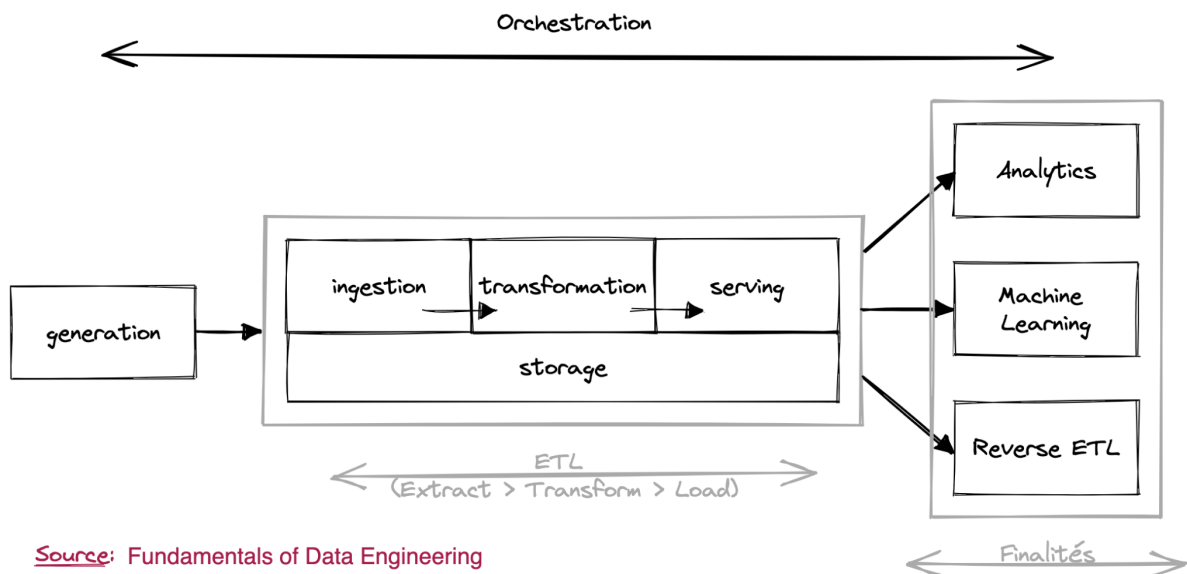 Orchestration
Analytics
ingestion
transformation
serving
generation
Machine
Learning
storage
Reverse ETL
ETL
(Extract > Transform > Load)
Source: Fundamentals of Data Engineering
Finalités